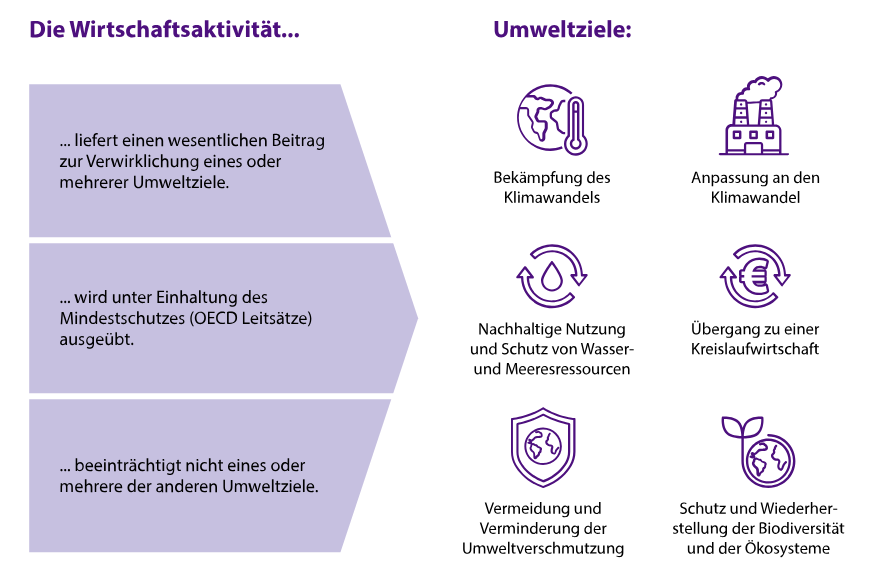 Die Wirtschaftsaktivität...
... liefert einen wesentlichen Beitrag
zur Verwirklichung eines oder
mehrerer Umweltziele.
... wird unter Einhaltung des
Mindestschutzes (OECD Leitsätze)
ausgeübt.
... beeinträchtigt nicht eines oder
mehrere der anderen Umweltziele.
Umweltziele:
Bekämpfung des
Klimawandels
Anpassung an den
Klimawandel
Nachhaltige Nutzung
und Schutz von Wasser-
und Meeresressourcen
Übergang zu einer
Kreislaufwirtschaft
Vermeidung und
Verminderung der
Umweltverschmutzung
Schutz und Wiederher-
stellung der Biodiversität
und der Ökosysteme